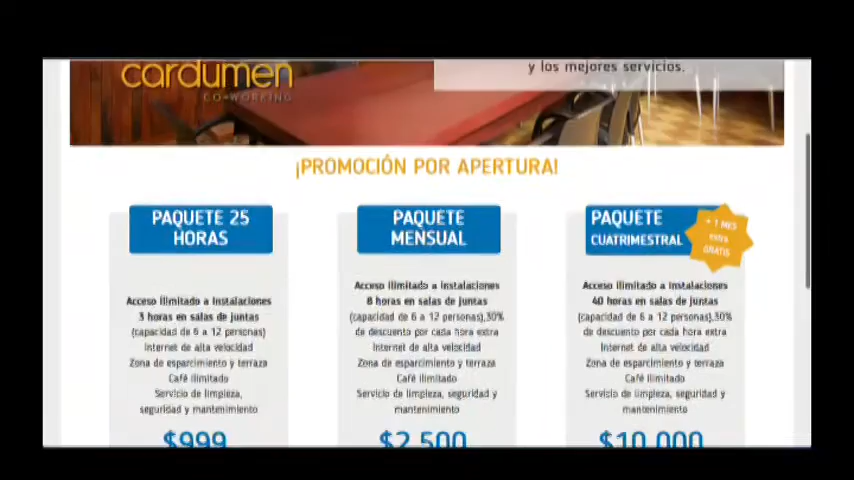 cardumen
CO-WORKING
y los mejores servicios.
¡PROMOCIÓN POR APERTURA!
PAQUETE 25
HORAS
Acceso ilimitado a instalaciones
3 horas en salas de juntas
(capacidad de 6 a 12 personas)
Internet de alta velocidad
Zona de esparcimiento y terraza
Café ilimitado
Servicio de limpieza,
seguridad y mantenimiento
$999
PAQUETE
MENSUAL
Acceso ilimitado a instalaciones
8 horas en salas de juntas
(capacidad de 6 a 12 personas),30%
de descuento por cada hora extra
Internet de alta velocidad
Zona de esparcimiento y terraza
Café ilimitado
Servicio de limpieza, seguridad y
mantenimiento
$2,500
PAQUETE
CUATRIMESTRAL
+ 1 MES
extra
GRATIS
Acceso ilimitado a instalaciones
40 horas en salas de juntas
(capacidad de 6 a 12 personas),30%
de descuento por cada hora extra
Internet de alta velocidad
Zona de esparcimiento y terraza
Café ilimitado
Servicio de limpieza, seguridad y
mantenimiento
$10,000